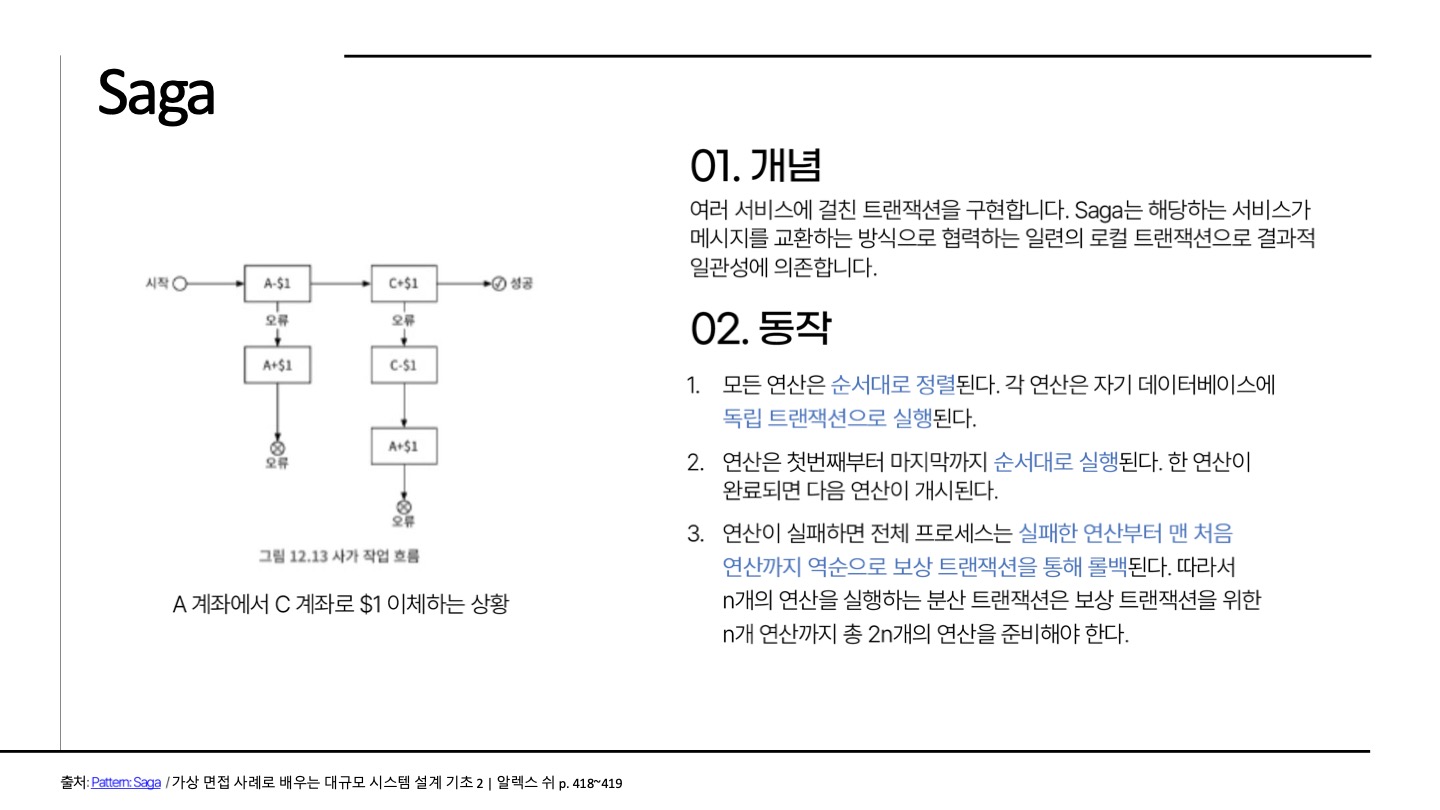 Saga
시작
A-$1
C+$1
성공
오류
오류
A+$1
C-$1
오류
A+$1
오류
그림 12.13 사가 작업 흐름
A 계좌에서 C 계좌로 $1 이체하는 상황
01. 개념
여러 서비스에 걸친 트랜잭션을 구현합니다. Saga는 해당하는 서비스가
메시지를 교환하는 방식으로 협력하는 일련의 로컬 트랜잭션으로 결과적
일관성에 의존합니다.
02. 동작
1. 모든 연산은 순서대로 정렬된다. 각 연산은 자기 데이터베이스에
독립 트랜잭션으로 실행된다.
2. 연산은 첫번째부터 마지막까지 순서대로 실행된다. 한 연산이
완료되면 다음 연산이 개시된다.
3. 연산이 실패하면 전체 프로세스는 실패한 연산부터 맨 처음
연산까지 역순으로 보상 트랜잭션을 통해 롤백된다. 따라서
n개의 연산을 실행하는 분산 트랜잭션은 보상 트랜잭션을 위한
n개 연산까지 총 2n개의 연산을 준비해야 한다.
출처: Pattern: Saga / 가상 면접 사례로 배우는 대규모 시스템 설계 기초 2 | 알렉스 쉬 p. 418~419